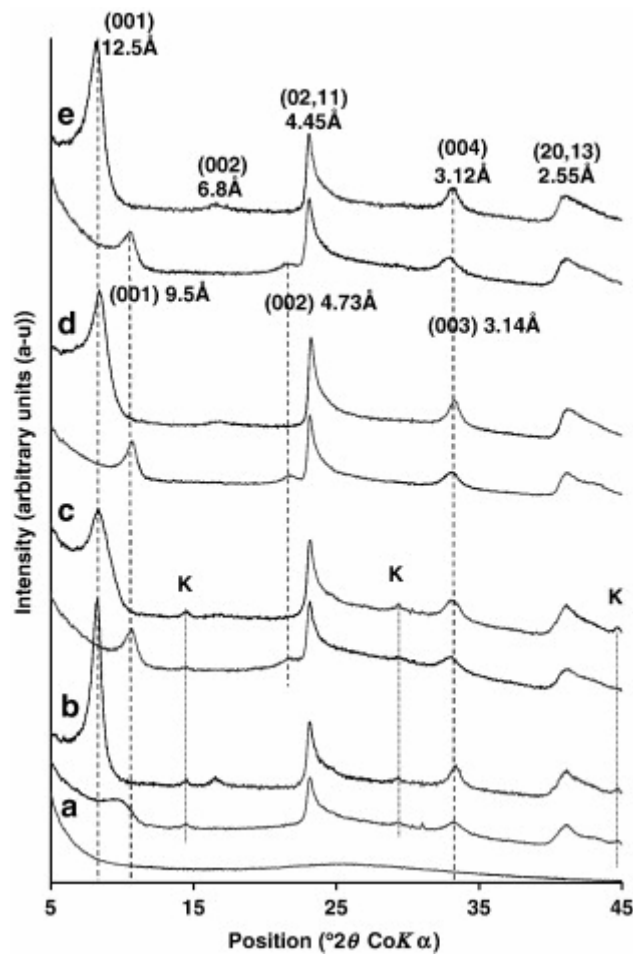 (001)
12.5Å
e
(02,11)
4.45Å
(002)
6.8Å
(004)
3.12Å
(20,13)
2.55Å
(001) 9.5Å
(002) 4.73Å
(003) 3.14Å
d
c
K
K
K
b
a
Intensity (arbitrary units (a-u))
5
25
35
45
Position (°2θ CoKα)